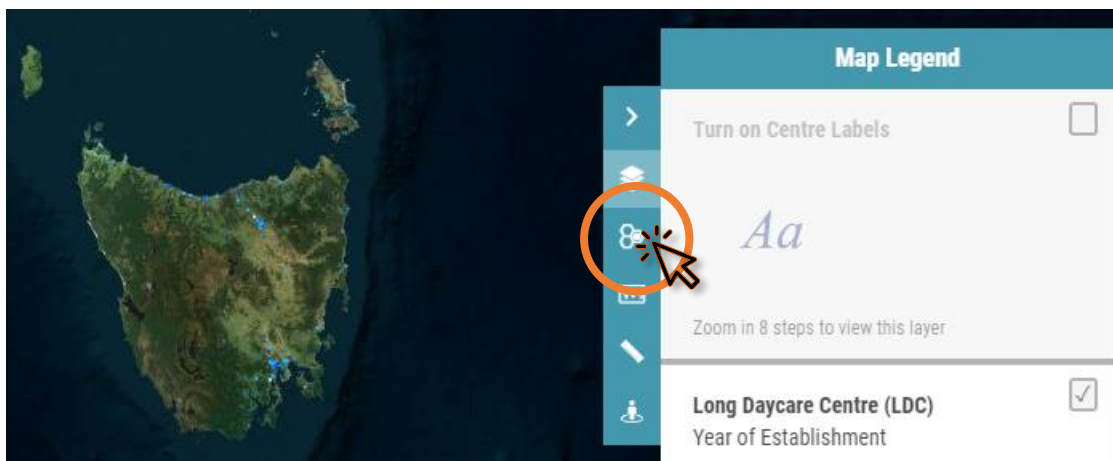 Map Legend
Turn on Centre Labels
Aa
Zoom in 8 steps to view this layer
Long Daycare Centre (LDC)
Year of Establishment